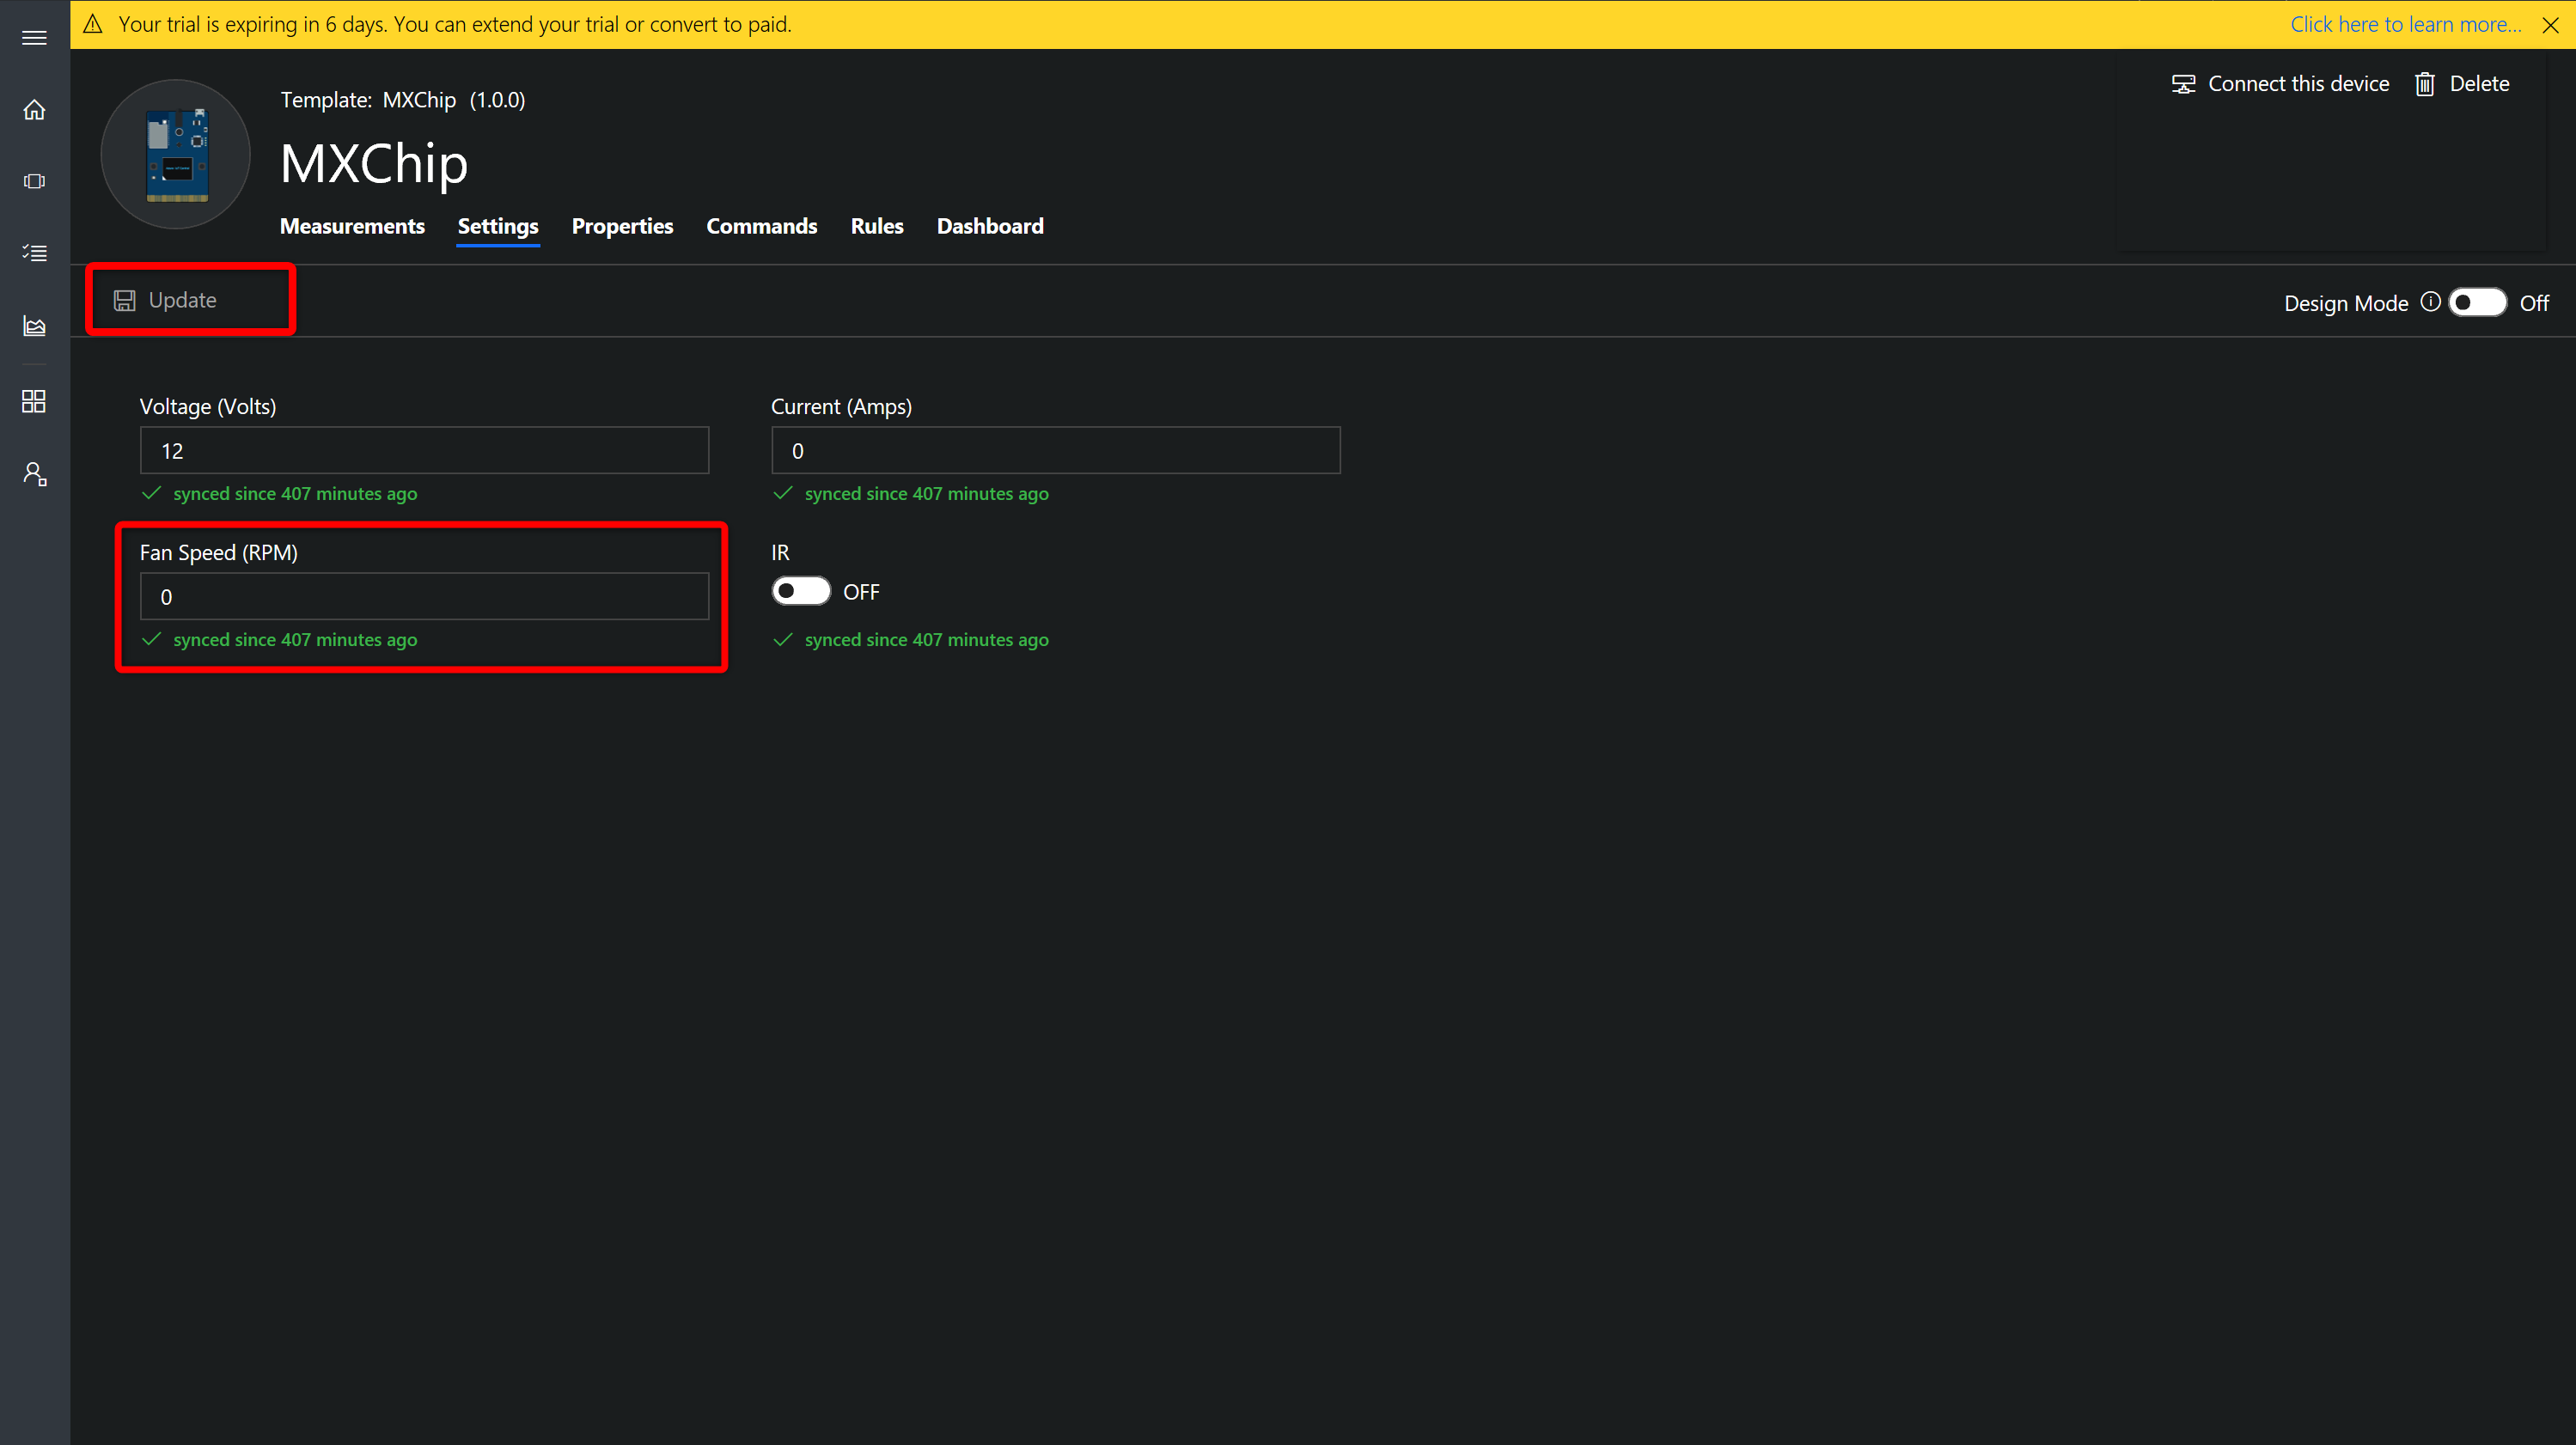 Your trial is expiring in 6 days. You can extend your trial or convert to paid.
Click here to learn more...
Connect this device
Delete
Template: MXChip (1.0.0)
MXChip
Measurements Settings Properties Commands Rules Dashboard
Update
Design Mode Off
Voltage (Volts)
12
synced since 407 minutes ago
Current (Amps)
0
synced since 407 minutes ago
Fan Speed (RPM)
0
synced since 407 minutes ago
IR
OFF
synced since 407 minutes ago